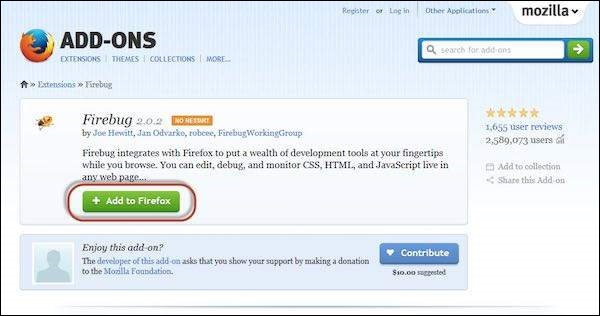 Register or Log in Other Applications
mozilla
ADD-ONS
EXTENSIONS | THEMES | COLLECTIONS | MORE...
search for add-ons
» Extensions » Firebug
Firebug 2.0.2 NO RESTART
by Joe Hewitt, Jan Odvarko, robcee, FirebugWorkingGroup
Firebug integrates with Firefox to put a wealth of development tools at your fingertips
while you browse. You can edit, debug, and monitor CSS, HTML, and JavaScript live in
any web page...
+ Add to Firefox
1,655 user reviews
2,589,073 users
Add to collection
Share this Add-on
Enjoy this add-on?
The developer of this add-on asks that you show your support by making a donation
to the Mozilla Foundation.
Contribute
$10.00 suggested